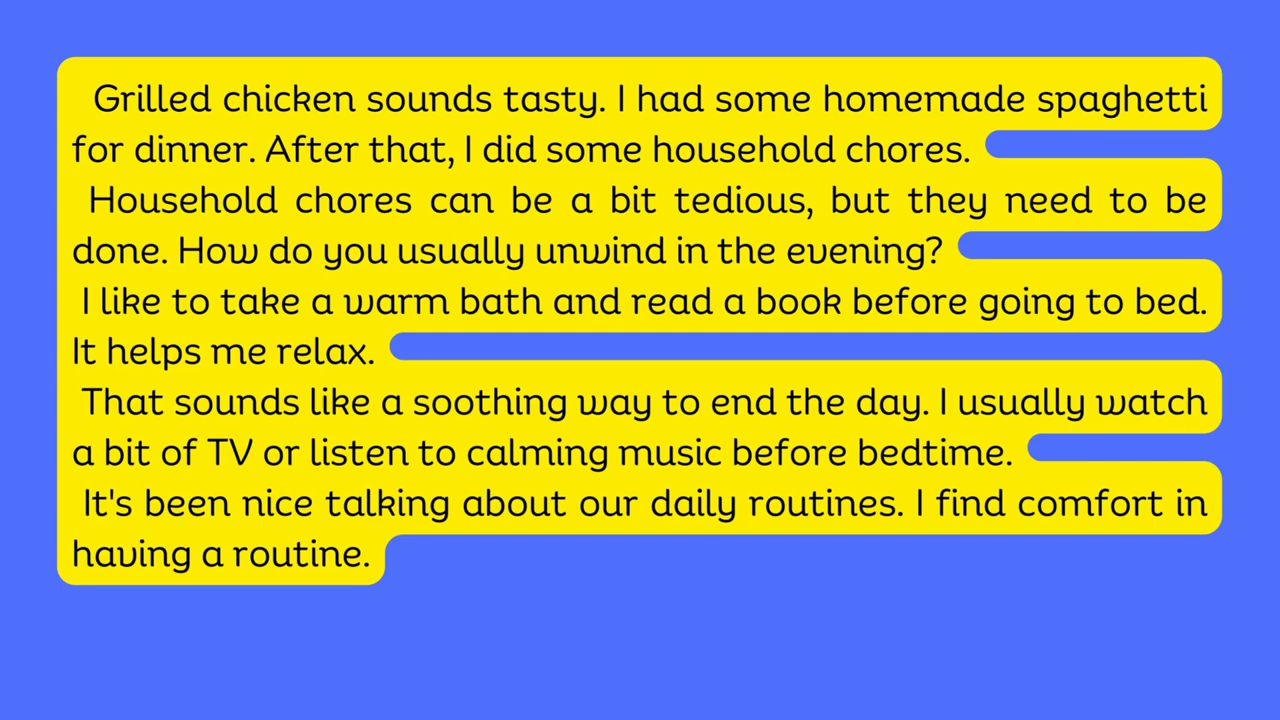 Grilled chicken sounds tasty. I had some homemade spaghetti
for dinner. After that, I did some household chores.
Household chores can be a bit tedious, but they need to be
done. How do you usually unwind in the evening?
I like to take a warm bath and read a book before going to bed.
It helps me relax.
That sounds like a soothing way to end the day. I usually watch
a bit of TV or listen to calming music before bedtime.
It's been nice talking about our daily routines. I find comfort in
having a routine.